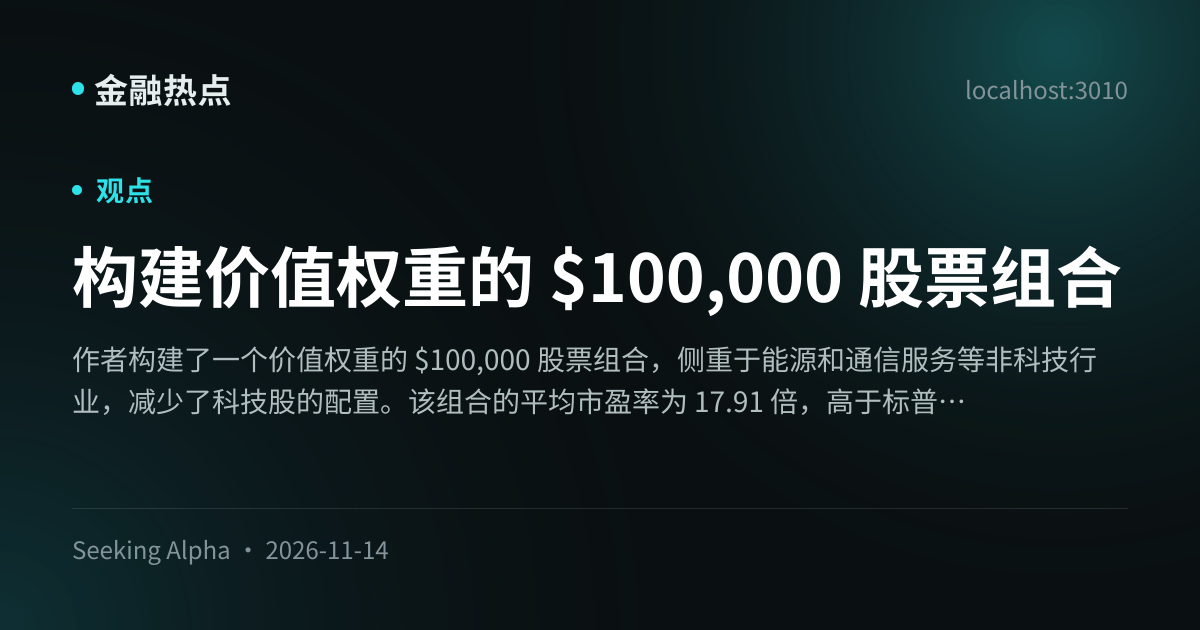 金融热点
localhost:3010
观点
构建价值权重的 $100,000 股票组合
作者构建了一个价值权重的 $100,000 股票组合，侧重于能源和通信服务等非科技行
业，减少了科技股的配置。该组合的平均市盈率为 17.91 倍，高于标普…
Seeking Alpha · 2026-11-14